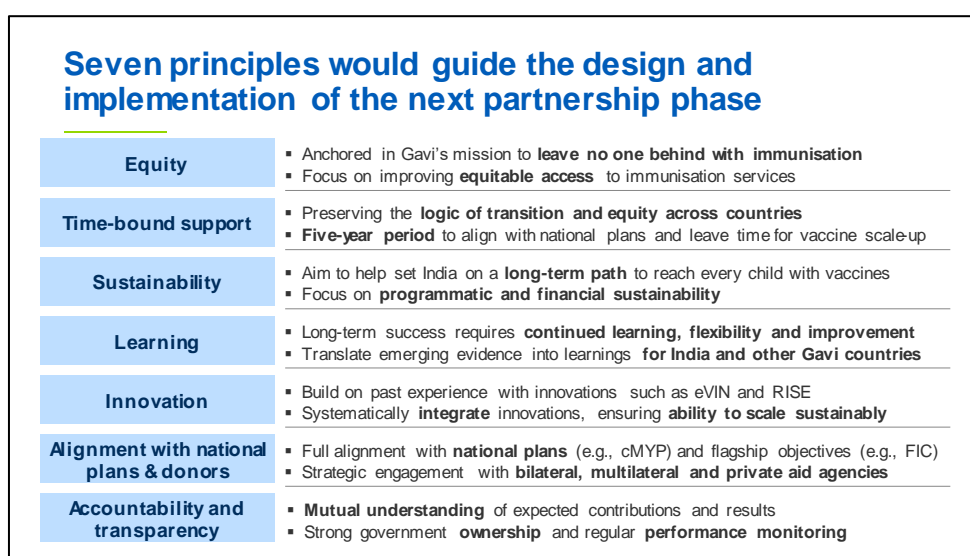 Seven principles would guide the design and
implementation of the next partnership phase
Equity
▪ Anchored in Gavi's mission to leave no one behind with immunisation
▪ Focus on improving equitable access to immunisation services
Time-bound support
▪ Preserving the logic of transition and equity across countries
▪ Five-year period to align with national plans and leave time for vaccine scale-up
Sustainability
▪ Aim to help set India on a long-term path to reach every child with vaccines
▪ Focus on programmatic and financial sustainability
Learning
▪ Long-term success requires continued learning, flexibility and improvement
▪ Translate emerging evidence into learnings for India and other Gavi countries
Innovation
▪ Build on past experience with innovations such as eVIN and RISE
▪ Systematically integrate innovations, ensuring ability to scale sustainably
Alignment with national
plans & donors
▪ Full alignment with national plans (e.g., cMYP) and flagship objectives (e.g., FIC)
▪ Strategic engagement with bilateral, multilateral and private aid agencies
Accountability and
transparency
▪ Mutual understanding of expected contributions and results
▪ Strong government ownership and regular performance monitoring